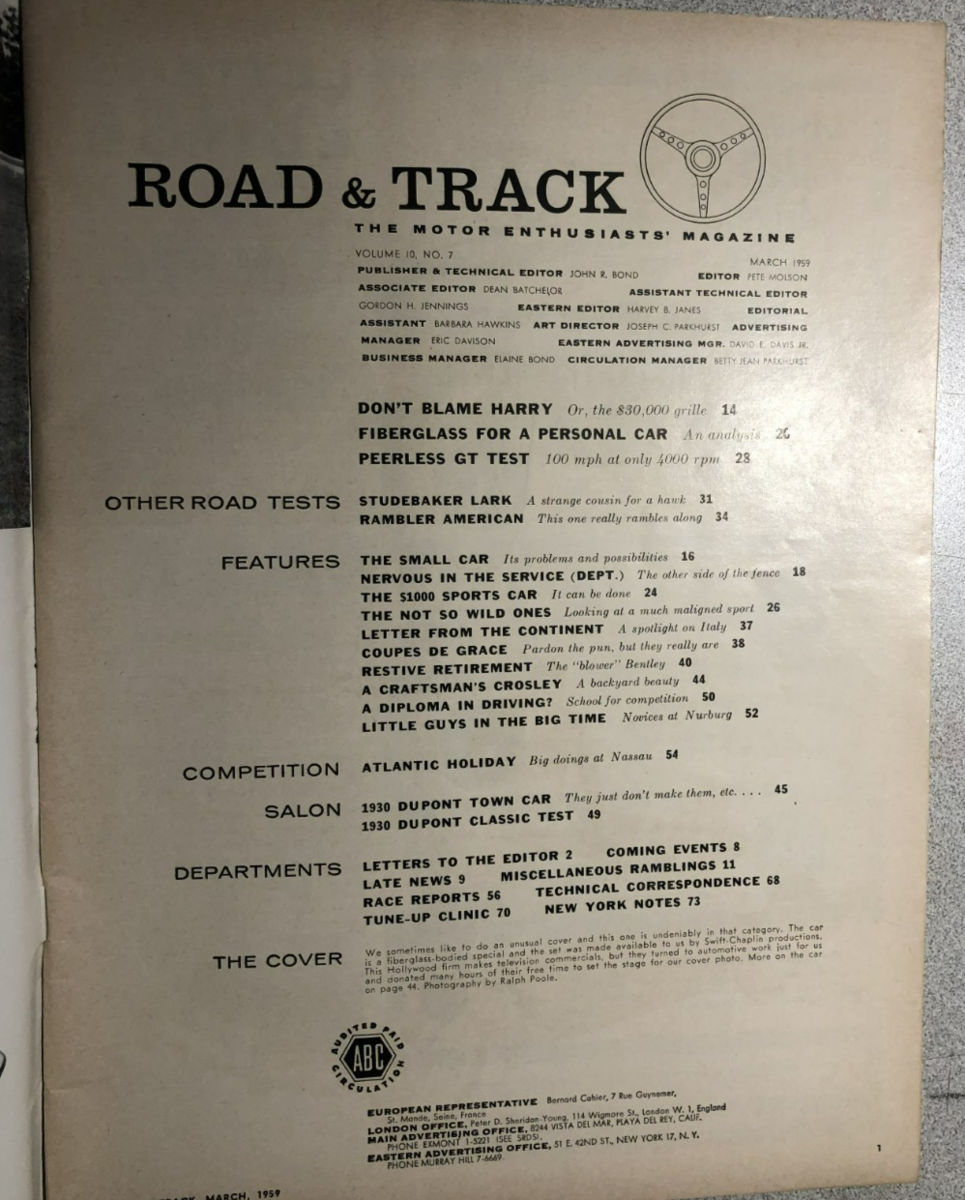 ROAD & TRACK
THE MOTOR ENTHUSIASTS' MAGAZINE
VOLUME 10, NO. 7 MARCH 1959
PUBLISHER & TECHNICAL EDITOR JOHN R. BOND EDITOR PETE MOLSON
ASSOCIATE EDITOR DEAN BATCHELOR ASSISTANT TECHNICAL EDITOR
GORDON H. JENNINGS EASTERN EDITOR HARVEY B. JANES EDITORIAL
ASSISTANT BARBARA HAWKINS ART DIRECTOR JOSEPH C. PARKHURST ADVERTISING
MANAGER ERIC DAVISON EASTERN ADVERTISING MGR. DAVID E. DAVIS JR.
BUSINESS MANAGER ELAINE BOND CIRCULATION MANAGER BETTY JEAN PARKHURST
DON'T BLAME HARRY Or, the $30,000 grille 14
FIBERGLASS FOR A PERSONAL CAR An analysis
PEERLESS GT TEST 100 mph at only 4000 rpm 28
OTHER ROAD TESTS STUDEBAKER LARK A strange cousin for a hawk 31
RAMBLER AMERICAN This one really rambles along 34
FEATURES THE SMALL CAR Its problems and possibilities 16
NERVOUS IN THE SERVICE (DEPT.) The other side of the fence 18
THE $1000 SPORTS CAR It can be done 24
THE NOT SO WILD ONES Looking at a much maligned sport 26
LETTER FROM THE CONTINENT A spotlight on Italy 37
COUPES DE GRACE Pardon the pun, but they really are 38
RESTIVE RETIREMENT The "blower" Bentley 40
A CRAFTSMAN'S CROSLEY A backyard beauty 44
A DIPLOMA IN DRIVING? School for competition 50
LITTLE GUYS IN THE BIG TIME Novices at Nurburg 52
COMPETITION ATLANTIC HOLIDAY Big doings at Nassau 54
SALON 1930 DUPONT TOWN CAR They just don't make them, etc. . . . 45
1930 DUPONT CLASSIC TEST 49
DEPARTMENTS LETTERS TO THE EDITOR 2 COMING EVENTS 8
LATE NEWS 9 MISCELLANEOUS RAMBLINGS 11
RACE REPORTS 56 TECHNICAL CORRESPONDENCE 68
TUNE-UP CLINIC 70 NEW YORK NOTES 73
THE COVER We sometimes like to do an unusual cover and this one is undeniably in that category. The car
is a fiberglass-bodied special and the set was made available to us by Swift-Chaplin productions.
This Hollywood firm makes television commercials, but they turned to automotive work just for us
and donated many hours of their free time to set the stage for our cover photo. More on the car
on page 44. Photography by Ralph Poole.
AUDITED PAID
ABC
CIRCULATION
EUROPEAN REPRESENTATIVE Bernard Cahier, 7 Rue Guynemer,
St. Mande, Seine, France
LONDON OFFICE, Peter D. Sheridan-Young, 114 Wigmore St., London W. 1, England
MAIN ADVERTISING OFFICE, 8244 VISTA DEL MAR, PLAYA DEL REY, CALIF.
PHONE EXMONT 1-5221 (SEE SRDS).
EASTERN ADVERTISING OFFICE, 51 E. 42ND ST., NEW YORK 17, N. Y.
PHONE MURRAY HILL 7-6669.
1
TRACK, MARCH, 1959